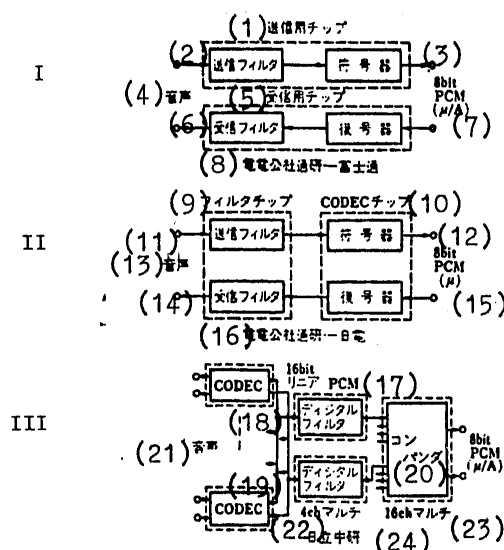 (1) 送信用チップ
I
(2) 送信フィルタ 符号器 (3)
(4) 音声
8bit
PCM
(μ/A)
(5) 受信用チップ
(6) 受信フィルタ 復号器 (7)
(8) 電電公社通研—富士通
(9) フィルタチップ CODECチップ (10)
II
(11) 送信フィルタ 符号器 (12)
(13) 音声
8bit
PCM
(μ)
(14) 受信フィルタ 復号器 (15)
(16) 電電公社通研—日電
III
CODEC
16bit
リニア PCM (17)
(18) ディジタル
フィルタ
コン
パンダ
(20)
8bit
PCM
(μ/A)
(21) 音声
(19) ディジタル
フィルタ
CODEC
4chマルチ 16chマルチ
(22) 日立中研 (24) (23)